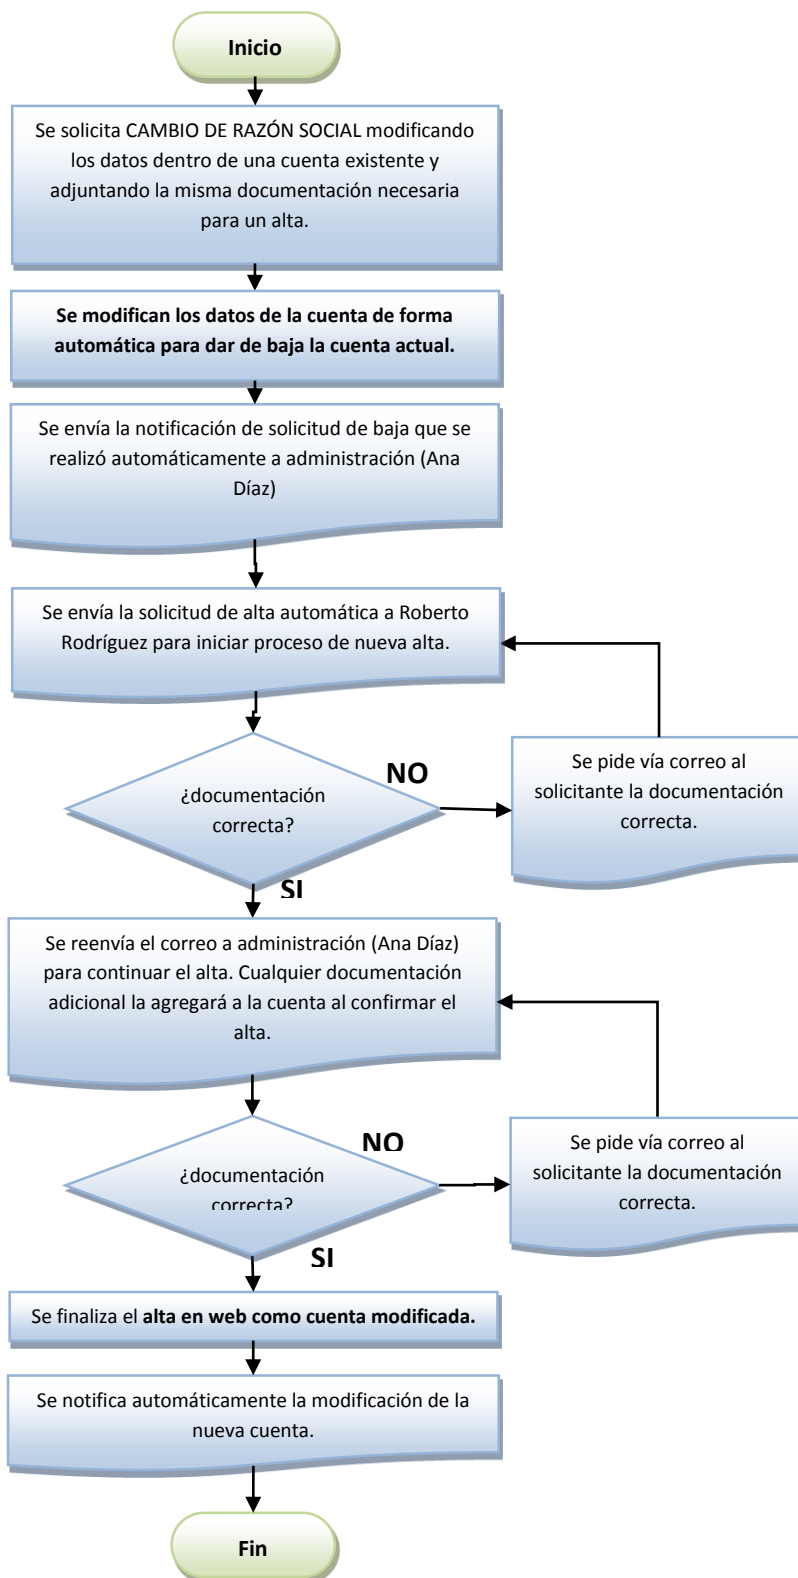 Inicio
Se solicita CAMBIO DE RAZÓN SOCIAL modificando
los datos dentro de una cuenta existente y
adjuntando la misma documentación necesaria
para un alta.
Se modifican los datos de la cuenta de forma
automática para dar de baja la cuenta actual.
Se envía la notificación de solicitud de baja que se
realizó automáticamente a administración (Ana
Díaz)
Se envía la solicitud de alta automática a Roberto
Rodríguez para iniciar proceso de nueva alta.
¿documentación
correcta?
NO
Se pide vía correo al
solicitante la documentación
correcta.
SI
Se reenvía el correo a administración (Ana Díaz)
para continuar el alta. Cualquier documentación
adicional la agregará a la cuenta al confirmar el
alta.
¿documentación
correcta?
NO
Se pide vía correo al
solicitante la documentación
correcta.
SI
Se finaliza el alta en web como cuenta modificada.
Se notifica automáticamente la modificación de la
nueva cuenta.
Fin